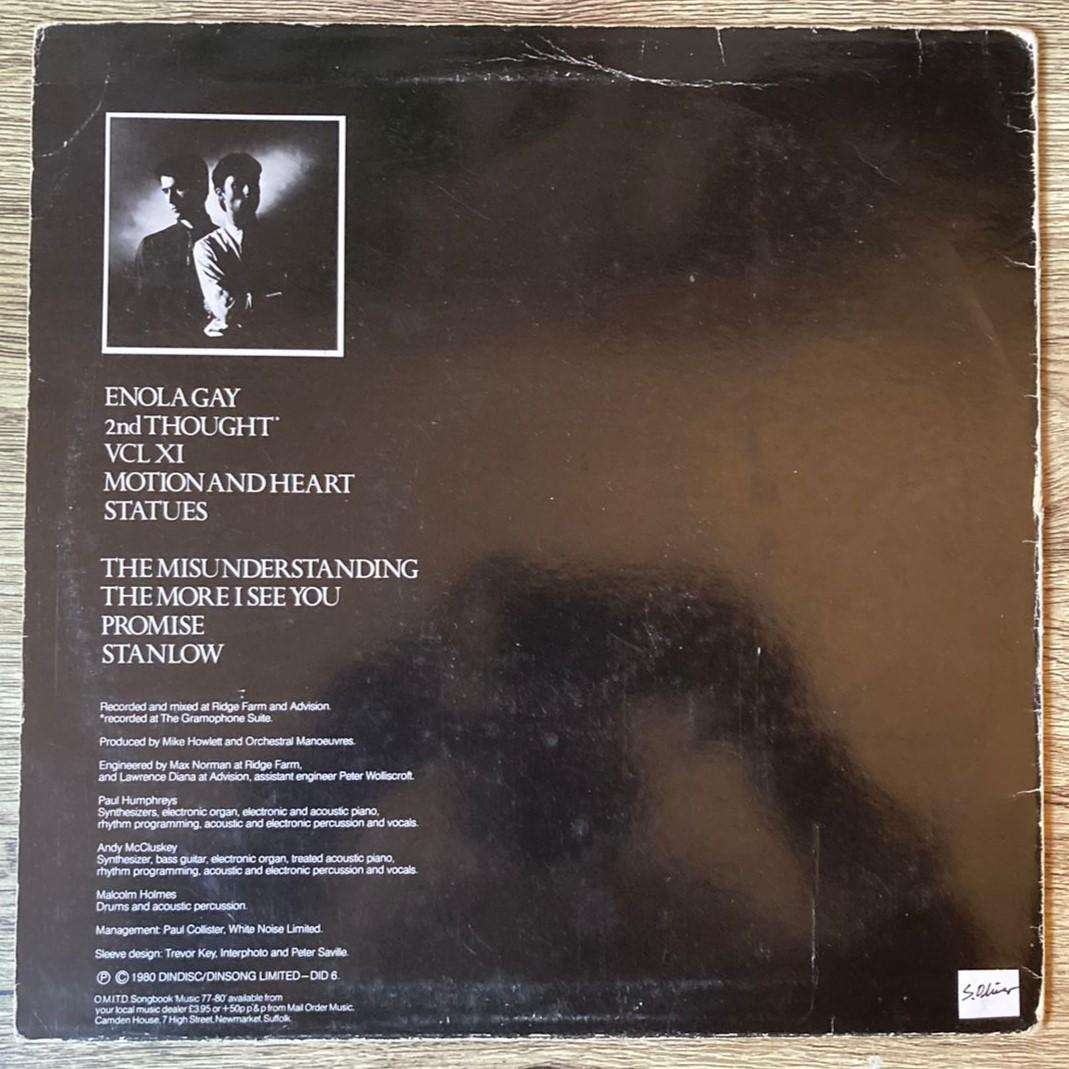 ENOLA GAY
2nd THOUGHT*
VCL XI
MOTION AND HEART
STATUES
THE MISUNDERSTANDING
THE MORE I SEE YOU
PROMISE
STANLOW
Recorded and mixed at Ridge Farm and Advision.
*recorded at The Gramophone Suite.
Produced by Mike Howlett and Orchestral Manoeuvres.
Engineered by Max Norman at Ridge Farm,
and Lawrence Diana at Advision, assistant engineer Peter Wolliscroft.
Paul Humphreys
Synthesizers, electronic organ, electronic and acoustic piano,
rhythm programming, acoustic and electronic percussion and vocals.
Andy McCluskey
Synthesizer, bass guitar, electronic organ, treated acoustic piano,
rhythm programming, acoustic and electronic percussion and vocals.
Malcolm Holmes
Drums and acoustic percussion.
Management: Paul Collister, White Noise Limited.
Sleeve design: Trevor Key, Interphoto and Peter Saville.
Ⓟ © 1980 DINDISC/DINSONG LIMITED–DID 6.
O.M.I.T.D. Songbook 'Music 77-80' available from
your local music dealer £3.95 or +50p p&p from Mail Order Music,
Camden House, 7 High Street, Newmarket, Suffolk.